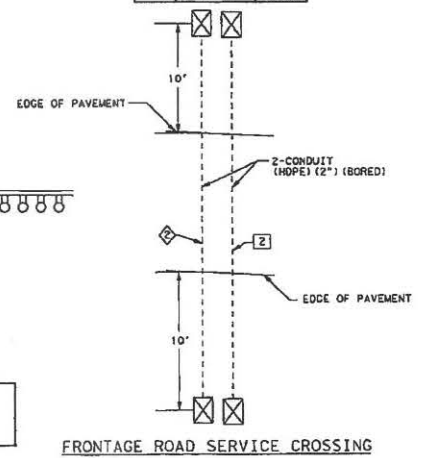 10'
EDGE OF PAVEMENT
2-CONDUIT
(HDPE) (2") (BORED)
2
2
EDGE OF PAVEMENT
10'
FRONTAGE ROAD SERVICE CROSSING